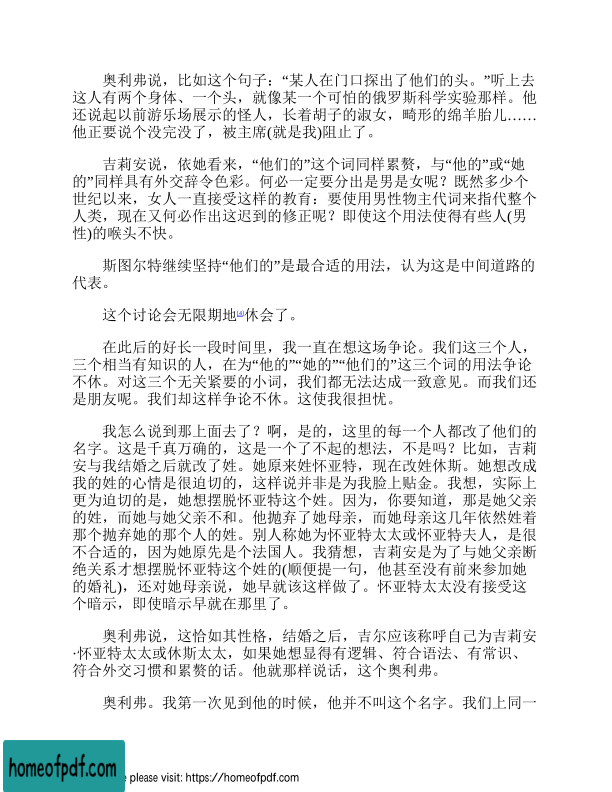 奥利弗说，比如这个句子：“某人在门口探出了他们的头。”听上去
这人有两个身体、一个头，就像某一个可怕的俄罗斯科学实验那样。他
还说起以前游乐场展示的怪人，长着胡子的淑女，畸形的绵羊胎儿……
他正要说个没完没了，被主席(就是我)阻止了。
吉莉安说，依她看来，“他们的”这个词同样累赘，与“他的”或“她
的”同样具有外交辞令色彩。何必一定要分出是男是女呢？既然多少个
世纪以来，女人一直接受这样的教育：要使用男性物主代词来指代整个
人类，现在又何必作出这迟到的修正呢？即使这个用法使得有些人(男
性)的喉头不快。
斯图尔特继续坚持“他们的”是最合适的用法，认为这是中间道路的
代表。
这个讨论会无限期地[4]休会了。
在此后的好长一段时间里，我一直在想这场争论。我们这三个人，
三个相当有知识的人，在为“他的”“她的”“他们的”这三个词的用法争论
不休。对这三个无关紧要的小词，我们都无法达成一致意见。而我们还
是朋友呢。我们却这样争论不休。这使我很担忧。
我怎么说到那上面去了？啊，是的，这里的每一个人都改了他们的
名字。这是千真万确的，这是一个了不起的想法，不是吗？比如，吉莉
安与我结婚之后就改了姓。她原来姓怀亚特，现在改姓休斯。她想改成
我的姓的心情是很迫切的，这样说并非是为我脸上贴金。我想，实际上
更为迫切的是，她想摆脱怀亚特这个姓。因为，你要知道，那是她父亲
的姓，而她与她父亲不和。他抛弃了她母亲，而她母亲这几年依然姓着
那个抛弃她的那个人的姓。别人称她为怀亚特太太或怀亚特夫人，是很
不合适的，因为她原先是个法国人。我猜想，吉莉安是为了与她父亲断
绝关系才想摆脱怀亚特这个姓的(顺便提一句，他甚至没有前来参加她
的婚礼)，还对她母亲说，她早就该这样做了。怀亚特太太没有接受这
个暗示，即使暗示早就在那里了。
奥利弗说，这恰如其性格，结婚之后，吉尔应该称呼自己为吉莉安
·怀亚特太太或休斯太太，如果她想显得有逻辑、符合语法、有常识、
符合外交习惯和累赘的话。他就那样说话，这个奥利弗。
奥利弗。我第一次见到他的时候，他并不叫这个名字。我们上同一
homeofpdf.com
e please visit: https://homeofpdf.com